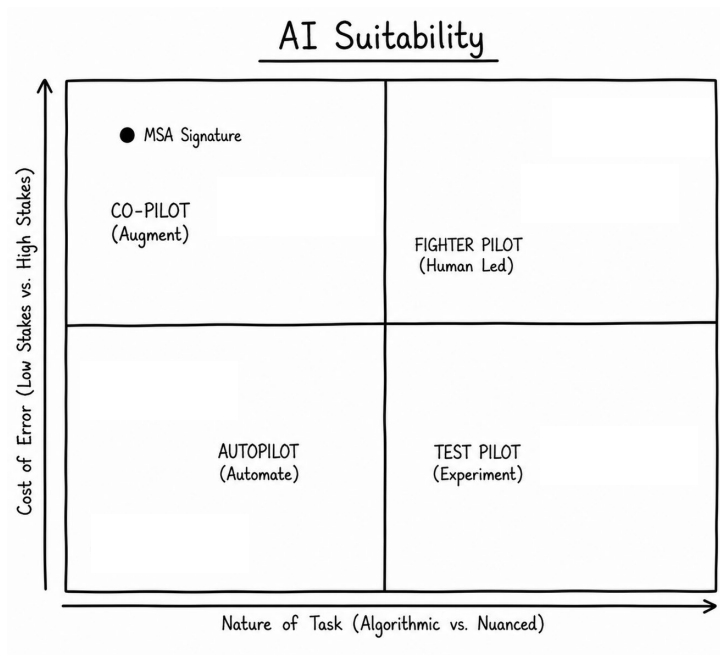 AI Suitability
MSA Signature
CO-PILOT
(Augment)
FIGHTER PILOT
(Human Led)
AUTOPILOT
(Automate)
TEST PILOT
(Experiment)
Cost of Error (Low Stakes vs. High Stakes)
Nature of Task (Algorithmic vs. Nuanced)